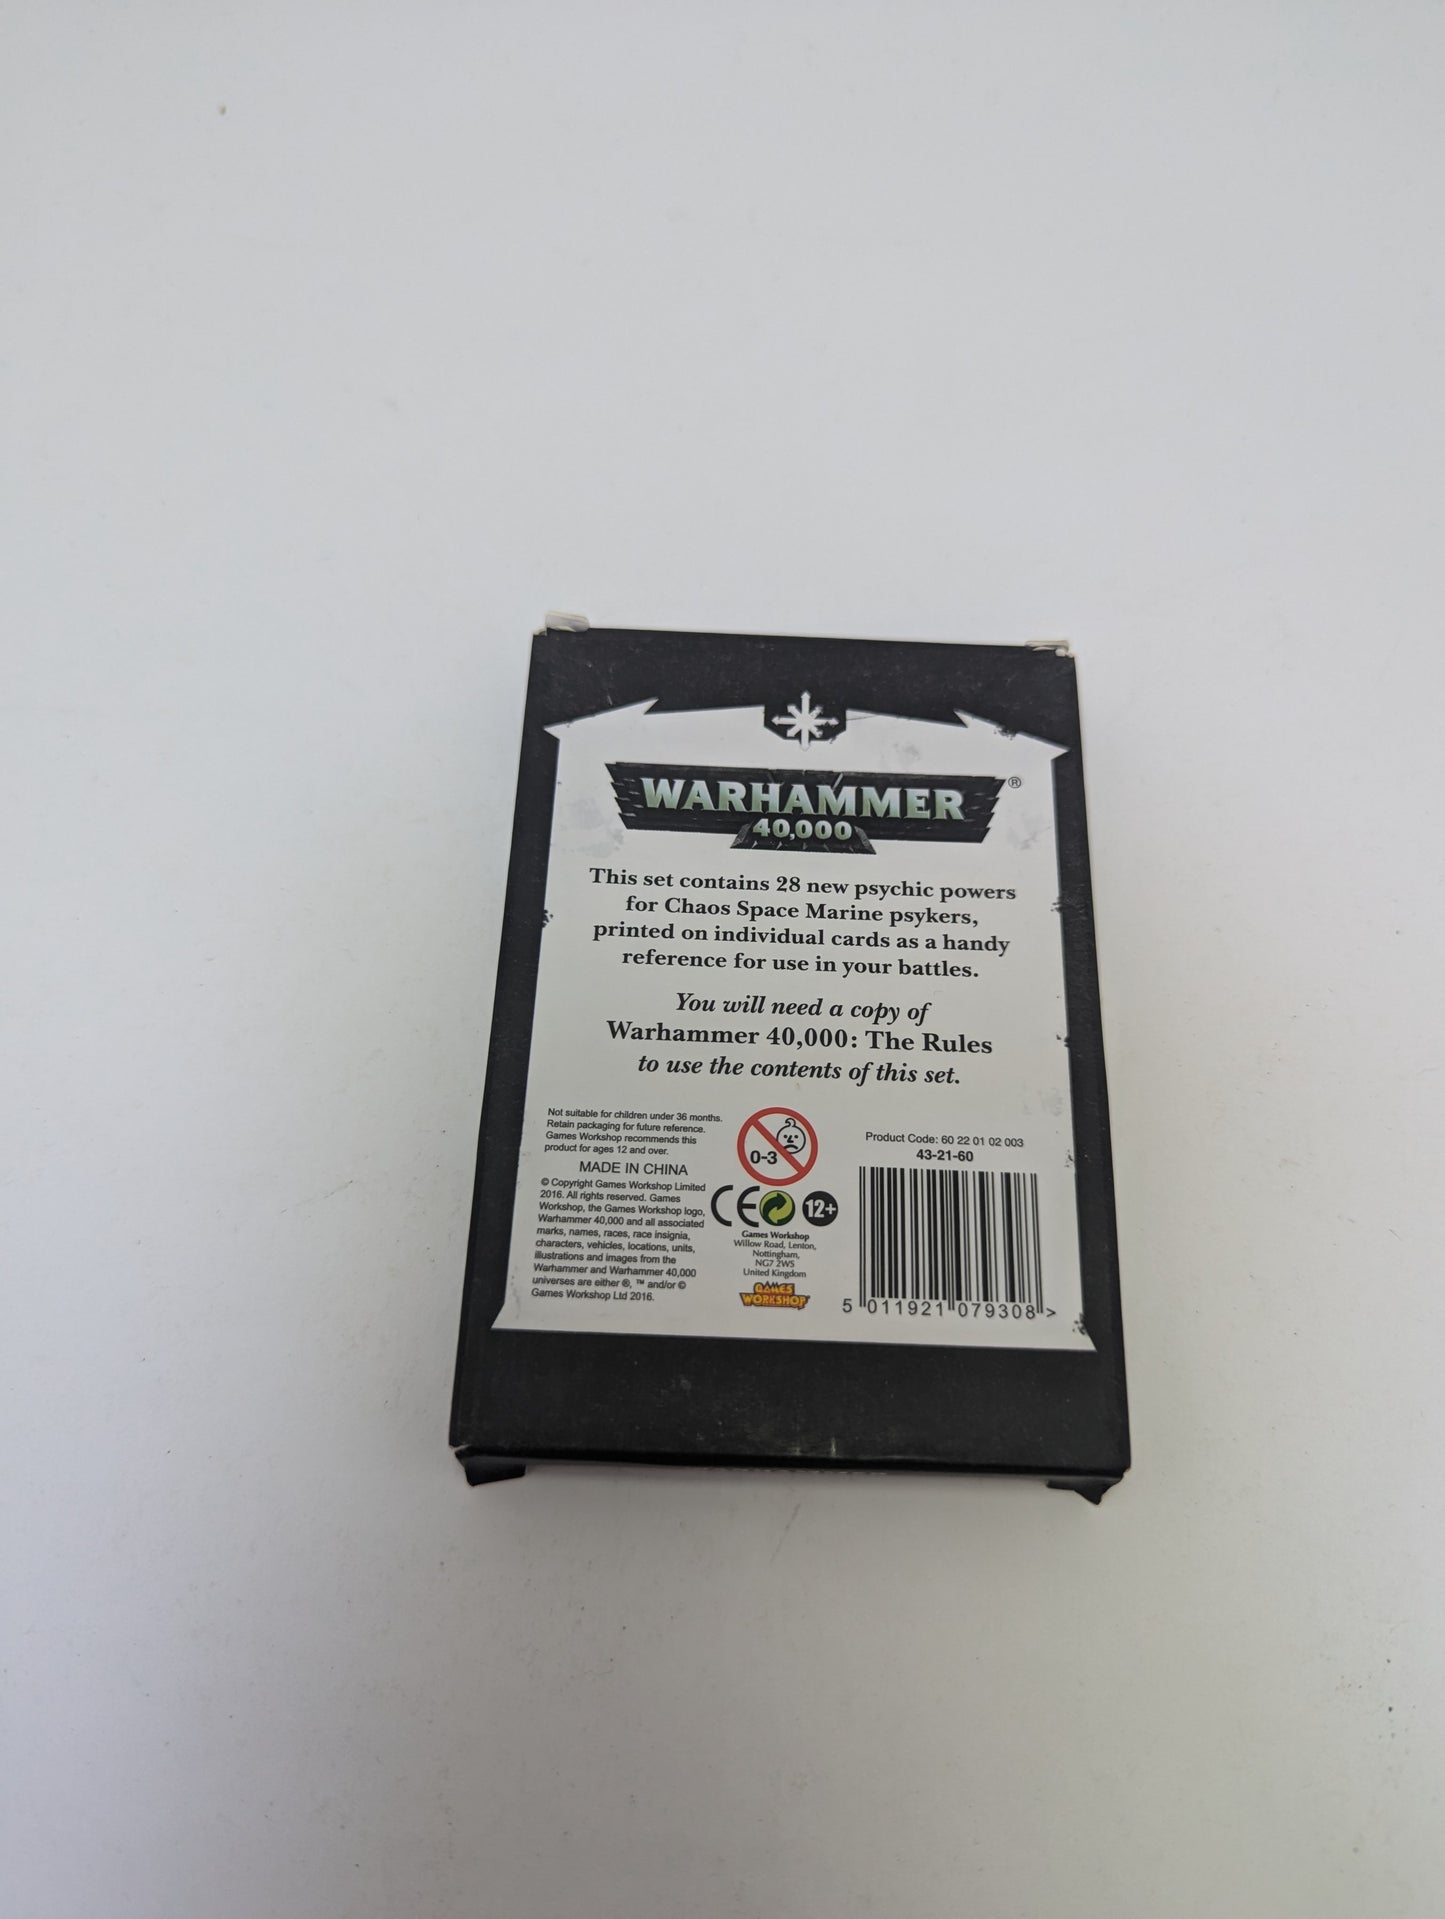 WARHAMMER®
40,000
This set contains 28 new psychic powers
for Chaos Space Marine psykers,
printed on individual cards as a handy
reference for use in your battles.
You will need a copy of
Warhammer 40,000: The Rules
to use the contents of this set.
Not suitable for children under 36 months.
Retain packaging for future reference.
Games Workshop recommends this
product for ages 12 and over.
MADE IN CHINA
© Copyright Games Workshop Limited
2016. All rights reserved. Games
Workshop, the Games Workshop logo,
Warhammer 40,000 and all associated
marks, names, races, race insignia,
characters, vehicles, locations, units,
illustrations and images from the
Warhammer and Warhammer 40,000
universes are either ®, ™ and/or ©
Games Workshop Ltd 2016.
0-3
CE
12+
Games Workshop
Willow Road, Lenton,
Nottingham,
NG7 2WS
United Kingdom
GAMES
WORKSHOP
Product Code: 60 22 01 02 003
43-21-60
5 011921 079308 >